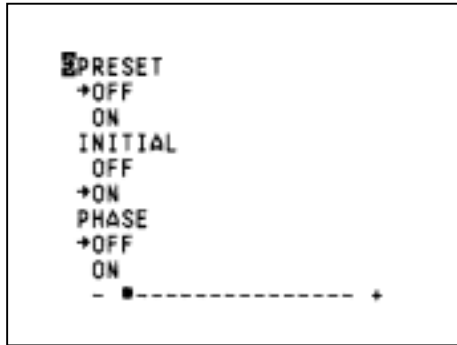 PRESET
→OFF
ON
INITIAL
OFF
→ON
PHASE
→OFF
ON
- ■---------------- +